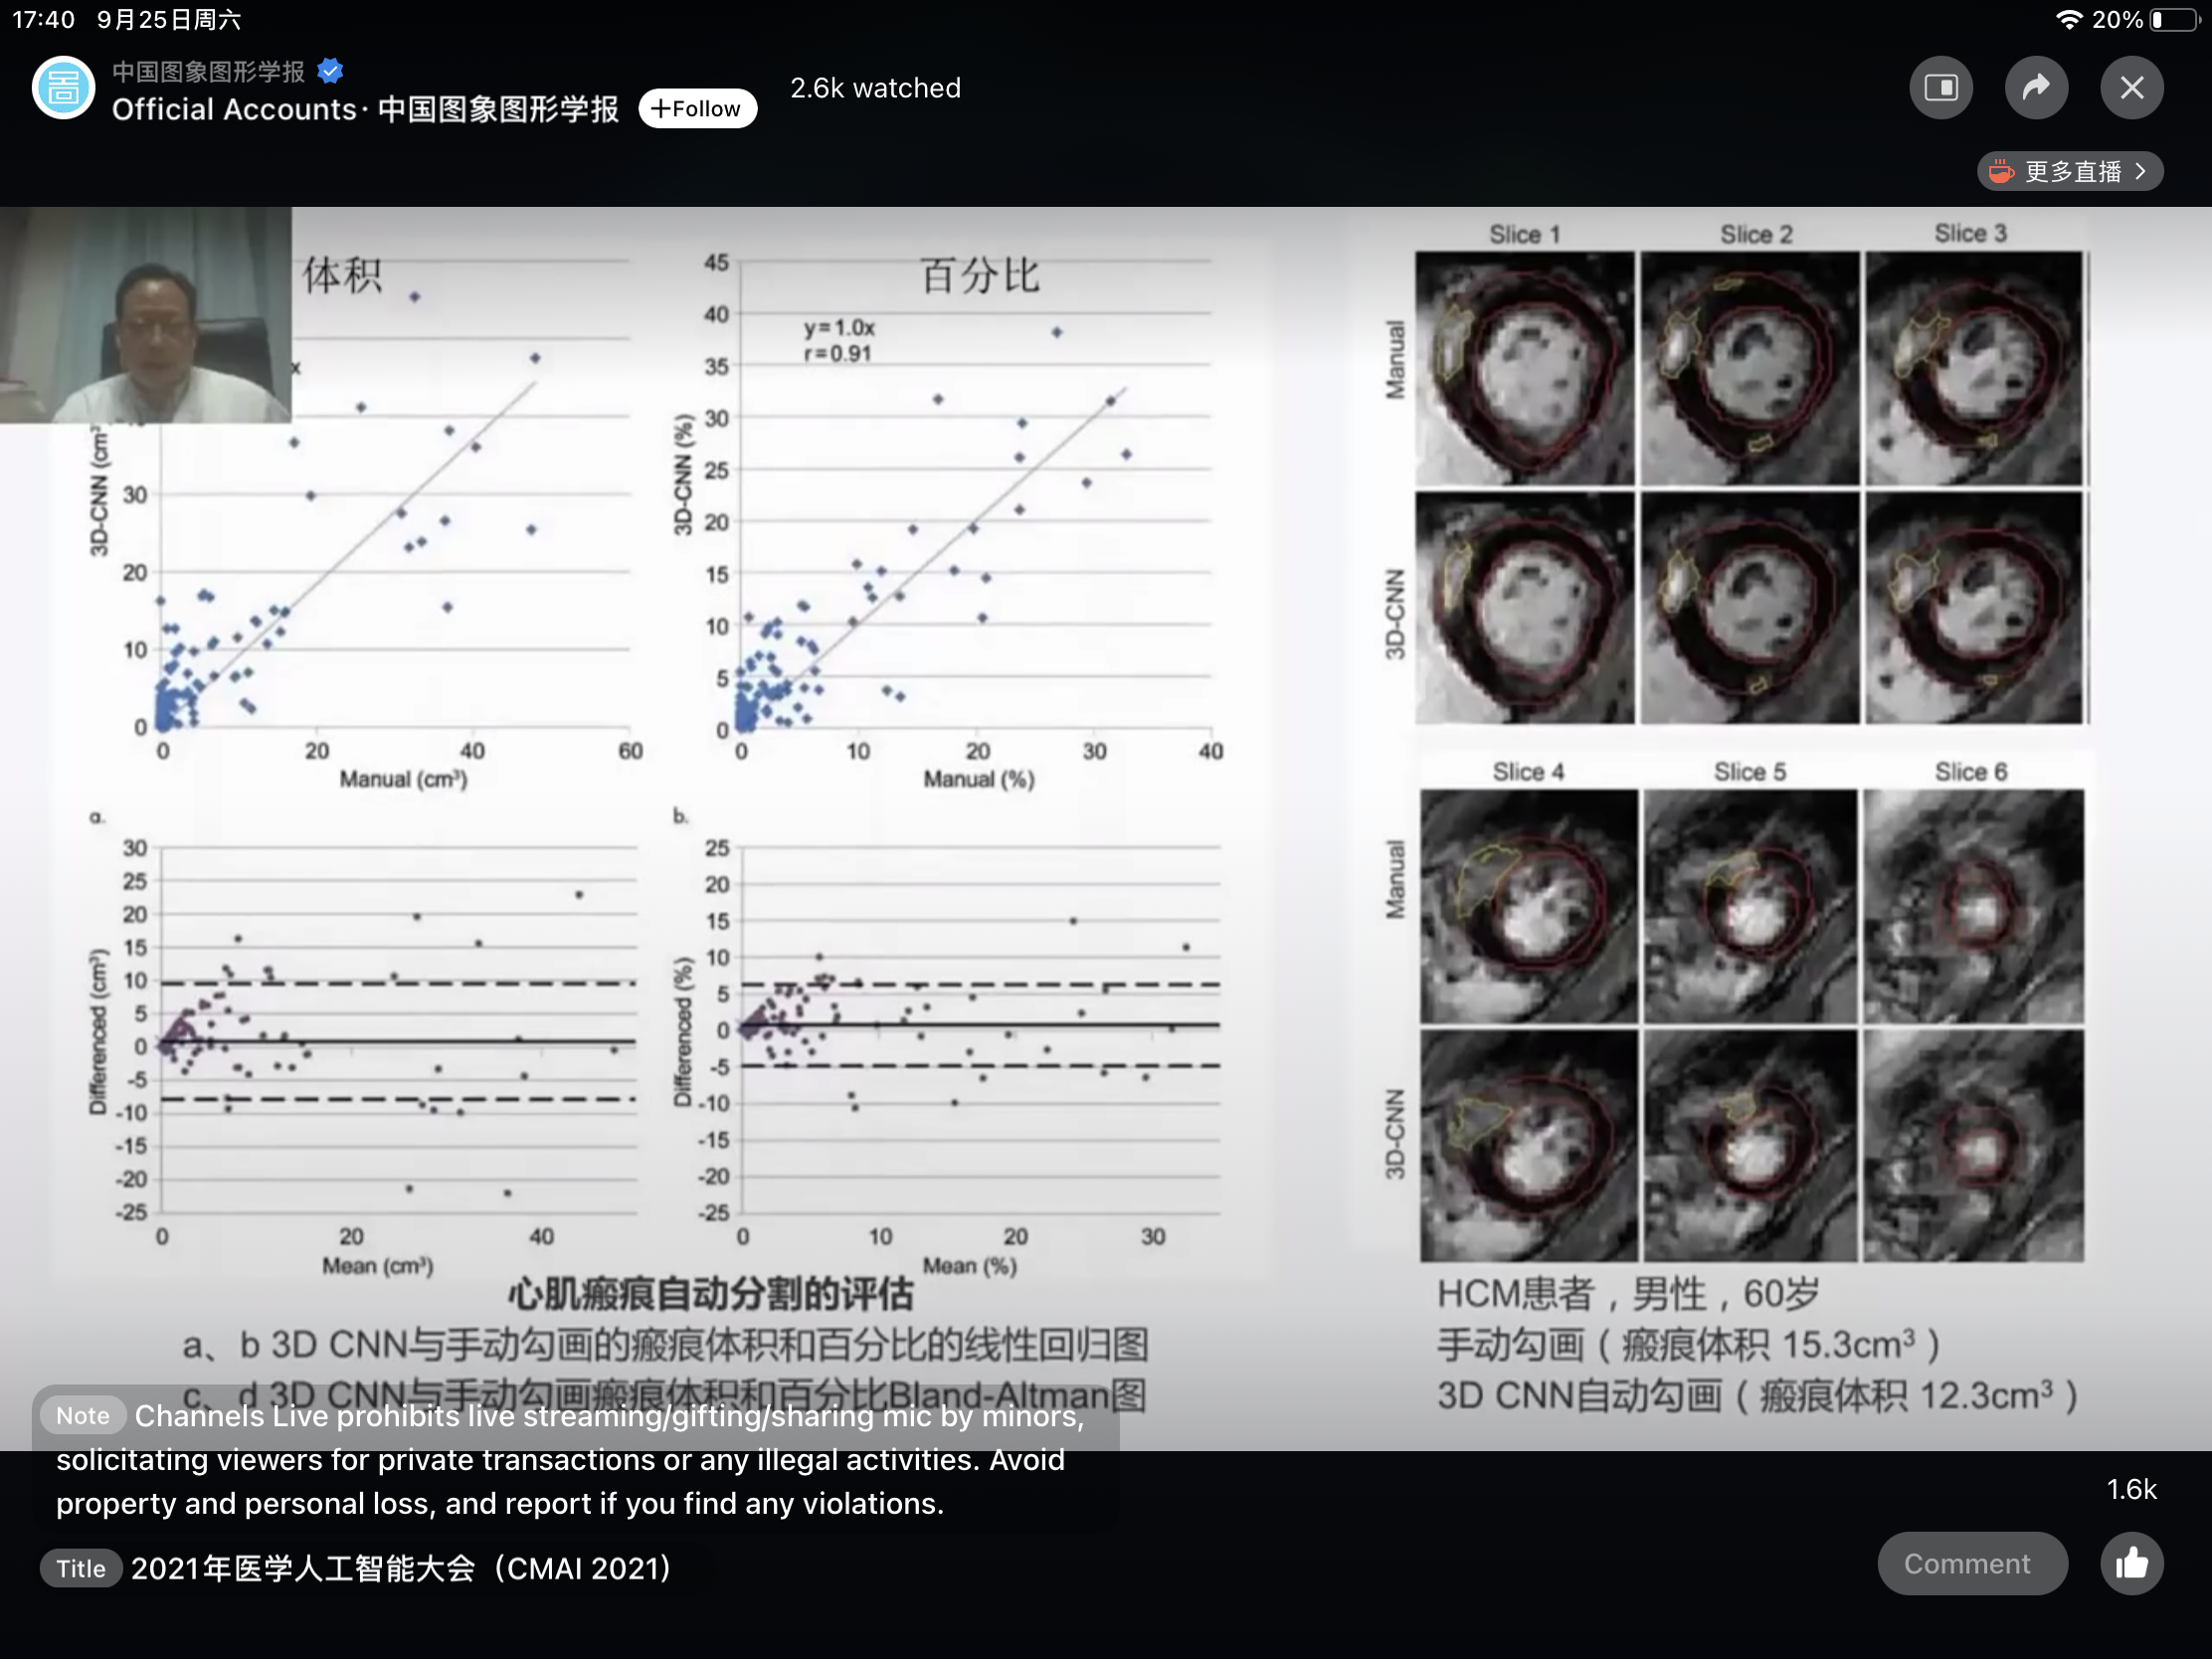 17:40 9月25日周六
20%
中国图象图形学报
Official Accounts· 中国图象图形学报
+Follow
2.6k watched
更多直播 >
体积
x
3D-CNN (cm³
30
20
10
0
0 20 40 60
Manual (cm³)
百分比
y=1.0x
r=0.91
3D-CNN (%)
45
40
35
30
25
20
15
10
5
0
0 10 20 30 40
Manual (%)
a.
Differenced (cm³)
30
25
20
15
10
5
0
-5
-10
-15
-20
-25
0 20 40
Mean (cm³)
b.
Differenced (%)
25
20
15
10
5
0
-5
-10
-15
-20
-25
0 10 20 30
Mean (%)
心肌瘢痕自动分割的评估
a、b 3D CNN与手动勾画的瘢痕体积和百分比的线性回归图
c、d 3D CNN与手动勾画瘢痕体积和百分比Bland-Altman图
Slice 1 Slice 2 Slice 3
Manual
3D-CNN
Slice 4 Slice 5 Slice 6
Manual
3D-CNN
HCM患者，男性，60岁
手动勾画（瘢痕体积 15.3cm³）
3D CNN自动勾画（瘢痕体积 12.3cm³）
Note Channels Live prohibits live streaming/gifting/sharing mic by minors,
solicitating viewers for private transactions or any illegal activities. Avoid
property and personal loss, and report if you find any violations.
Title 2021年医学人工智能大会（CMAI 2021）
1.6k
Comment